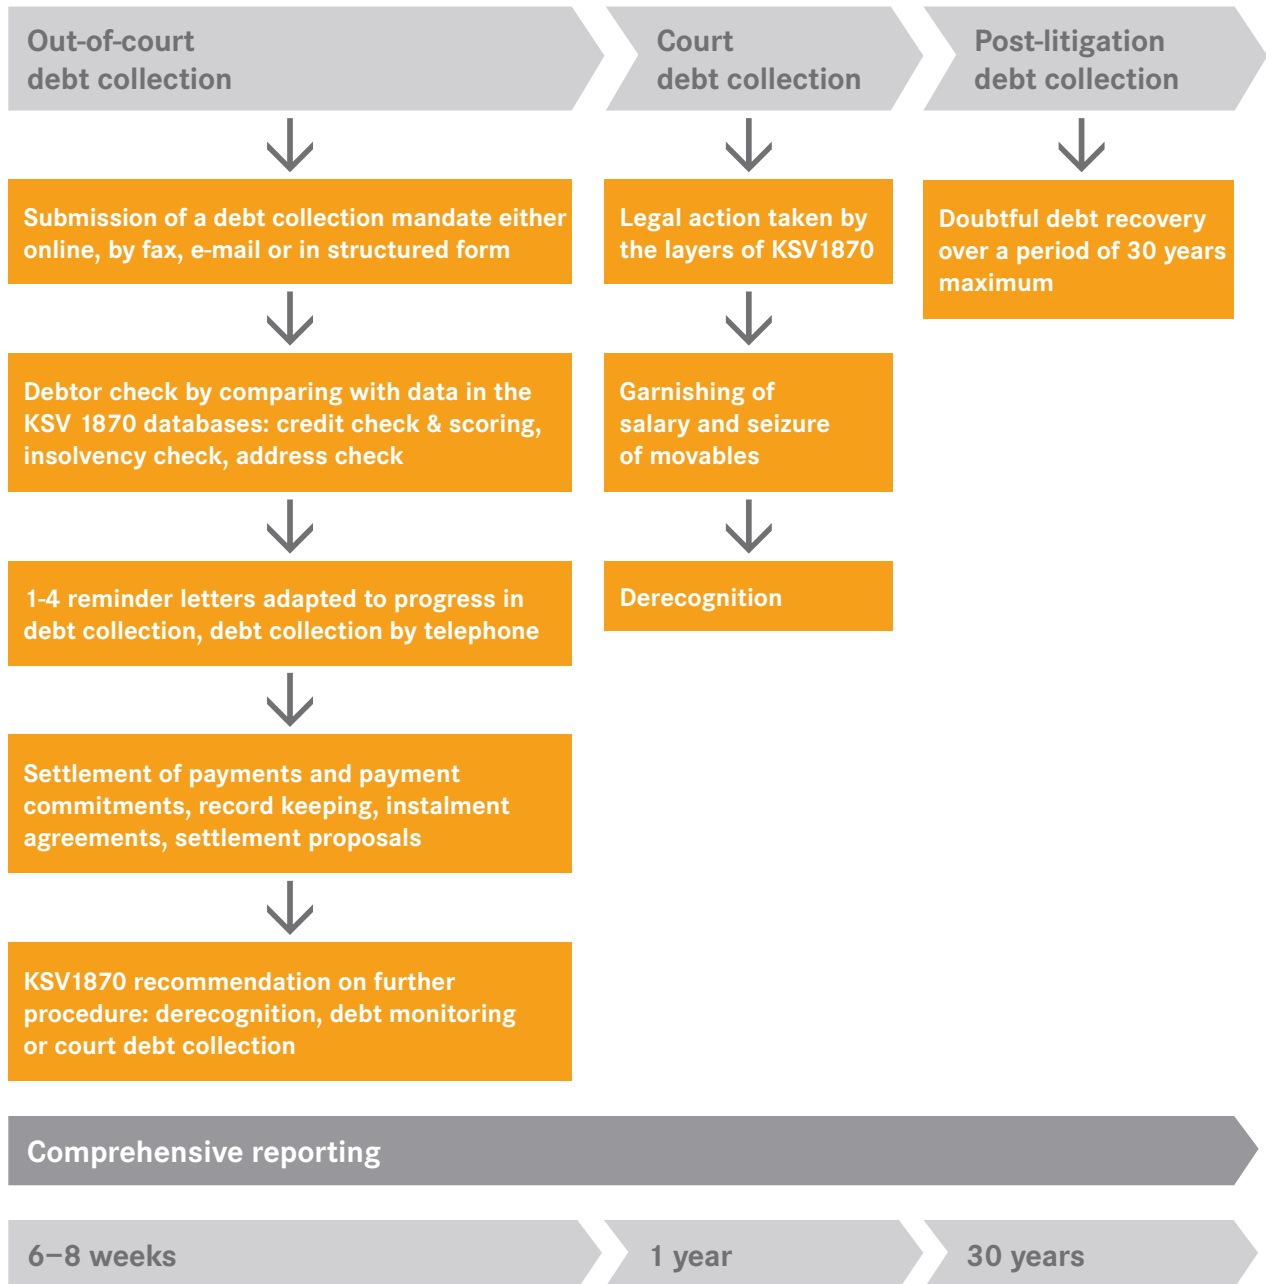 Out-of-court
debt collection
Court
debt collection
Post-litigation
debt collection
Submission of a debt collection mandate either
online, by fax, e-mail or in structured form
Debtor check by comparing with data in the
KSV 1870 databases: credit check & scoring,
insolvency check, address check
1-4 reminder letters adapted to progress in
debt collection, debt collection by telephone
Settlement of payments and payment
commitments, record keeping, instalment
agreements, settlement proposals
KSV1870 recommendation on further
procedure: derecognition, debt monitoring
or court debt collection
Legal action taken by
the layers of KSV1870
Garnishing of
salary and seizure
of movables
Derecognition
Doubtful debt recovery
over a period of 30 years
maximum
Comprehensive reporting
6–8 weeks
1 year
30 years